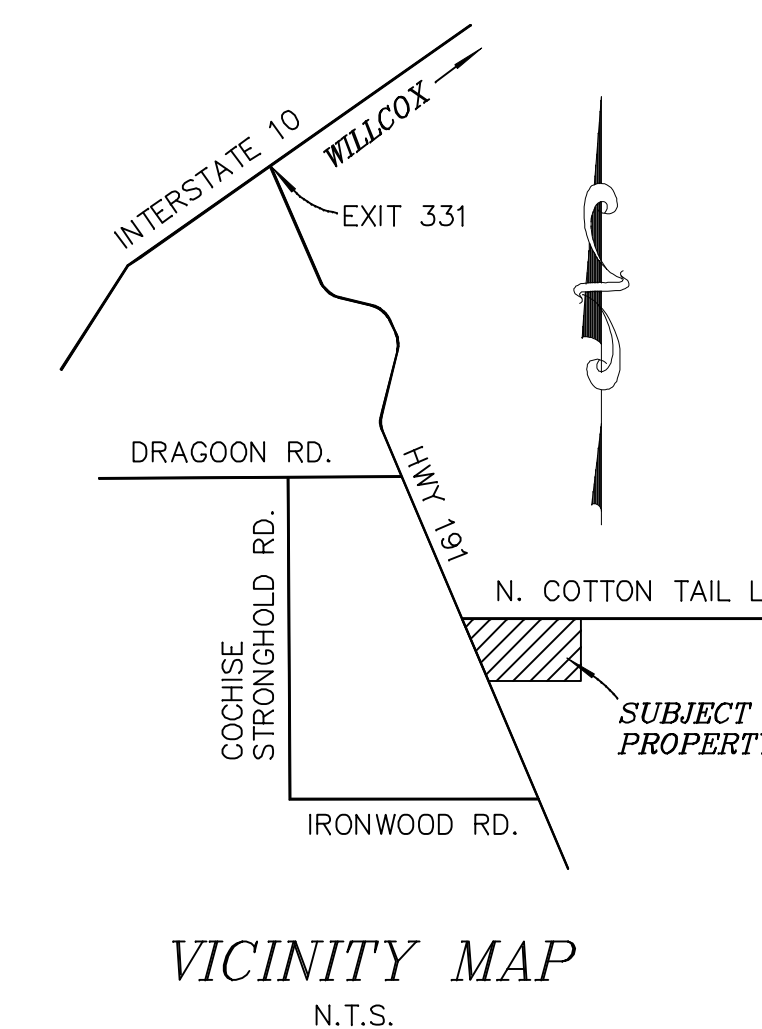 INTERSTATE 10
WILLCOX
EXIT 331
DRAGOON RD.
HWY 191
COCHISE
STRONGHOLD RD.
N. COTTON TAIL L
SUBJECT
PROPERTY
IRONWOOD RD.
VICINITY MAP
N.T.S.